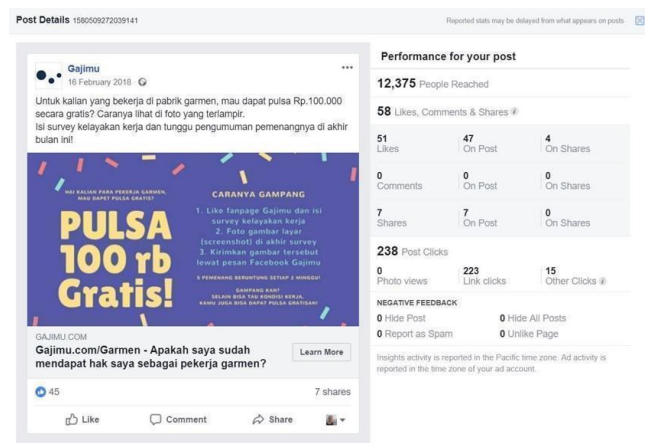 Post Details 1580509272039141
Reported stats may be delayed from what appears on posts
Gajimu
16 February 2018
Untuk kalian yang bekerja di pabrik garmen, mau dapat pulsa Rp.100.000
secara gratis? Caranya lihat di foto yang terlampir.
Isi survey kelayakan kerja dan tunggu pengumuman pemenangnya di akhir
bulan ini!
HAI KALIAN PARA PEKERJA GARMEN,
MAU DAPAT PULSA GRATIS?
PULSA
100 rb
Gratis!
CARANYA GAMPANG
1. Like fanpage Gajimu dan isi
survey kelayakan kerja
2. Foto gambar layar
(screenshot) di akhir survey
3. Kirimkan gambar tersebut
lewat pesan Facebook Gajimu
5 PEMENANG BERUNTUNG SETIAP 2 MINGGU!
GAMPANG KAN?
SELAIN BISA TAU KONDISI KERJA,
KAMU JUGA BISA DAPAT PULSA GRATISAN!
GAJIMU.COM
Gajimu.com/Garmen - Apakah saya sudah
mendapat hak saya sebagai pekerja garmen?
Learn More
45
7 shares
Like Comment Share
Performance for your post
12,375 People Reached
58 Likes, Comments & Shares
51 47 4
Likes On Post On Shares
0 0 0
Comments On Post On Shares
7 7 0
Shares On Post On Shares
238 Post Clicks
0 223 15
Photo views Link clicks Other Clicks
NEGATIVE FEEDBACK
0 Hide Post 0 Hide All Posts
0 Report as Spam 0 Unlike Page
Insights activity is reported in the Pacific time zone. Ad activity is
reported in the time zone of your ad account.